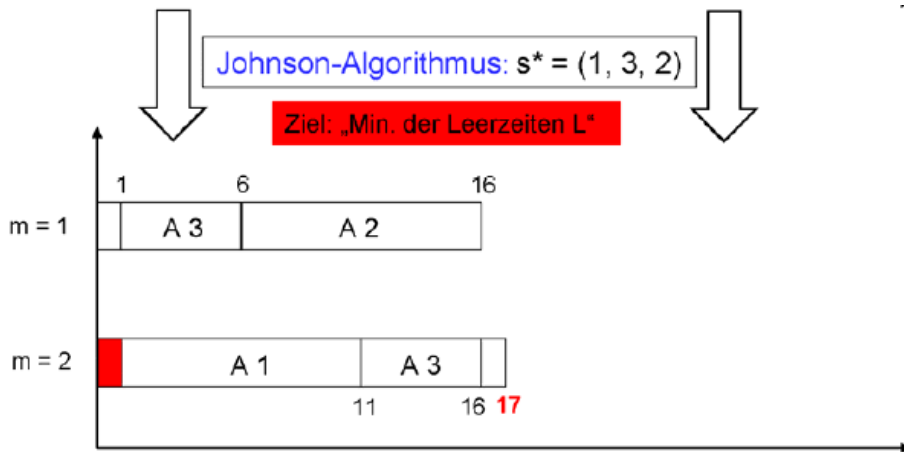 Johnson-Algorithmus: s* = (1, 3, 2)
Ziel: „Min. der Leerzeiten L“
1 6 16
m = 1 A 3 A 2
m = 2 A 1 A 3
11 16 17